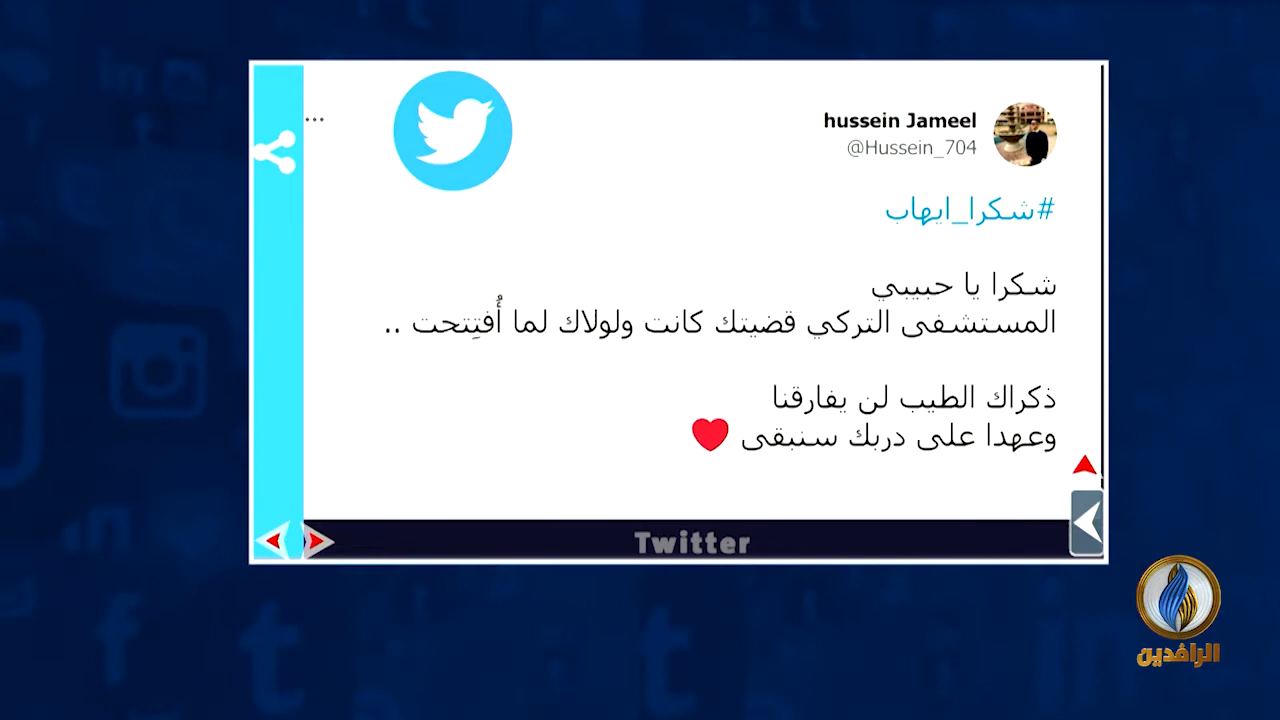 hussein Jameel
@Hussein_704
...
#شكرا_ايهاب
شكرا يا حبيبي
المستشفى التركي قضيتك كانت ولولاك لما أُفتِتحت ..
ذكراك الطيب لن يفارقنا
وعهدا على دربك سنبقى ❤
Twitter
الرافدين